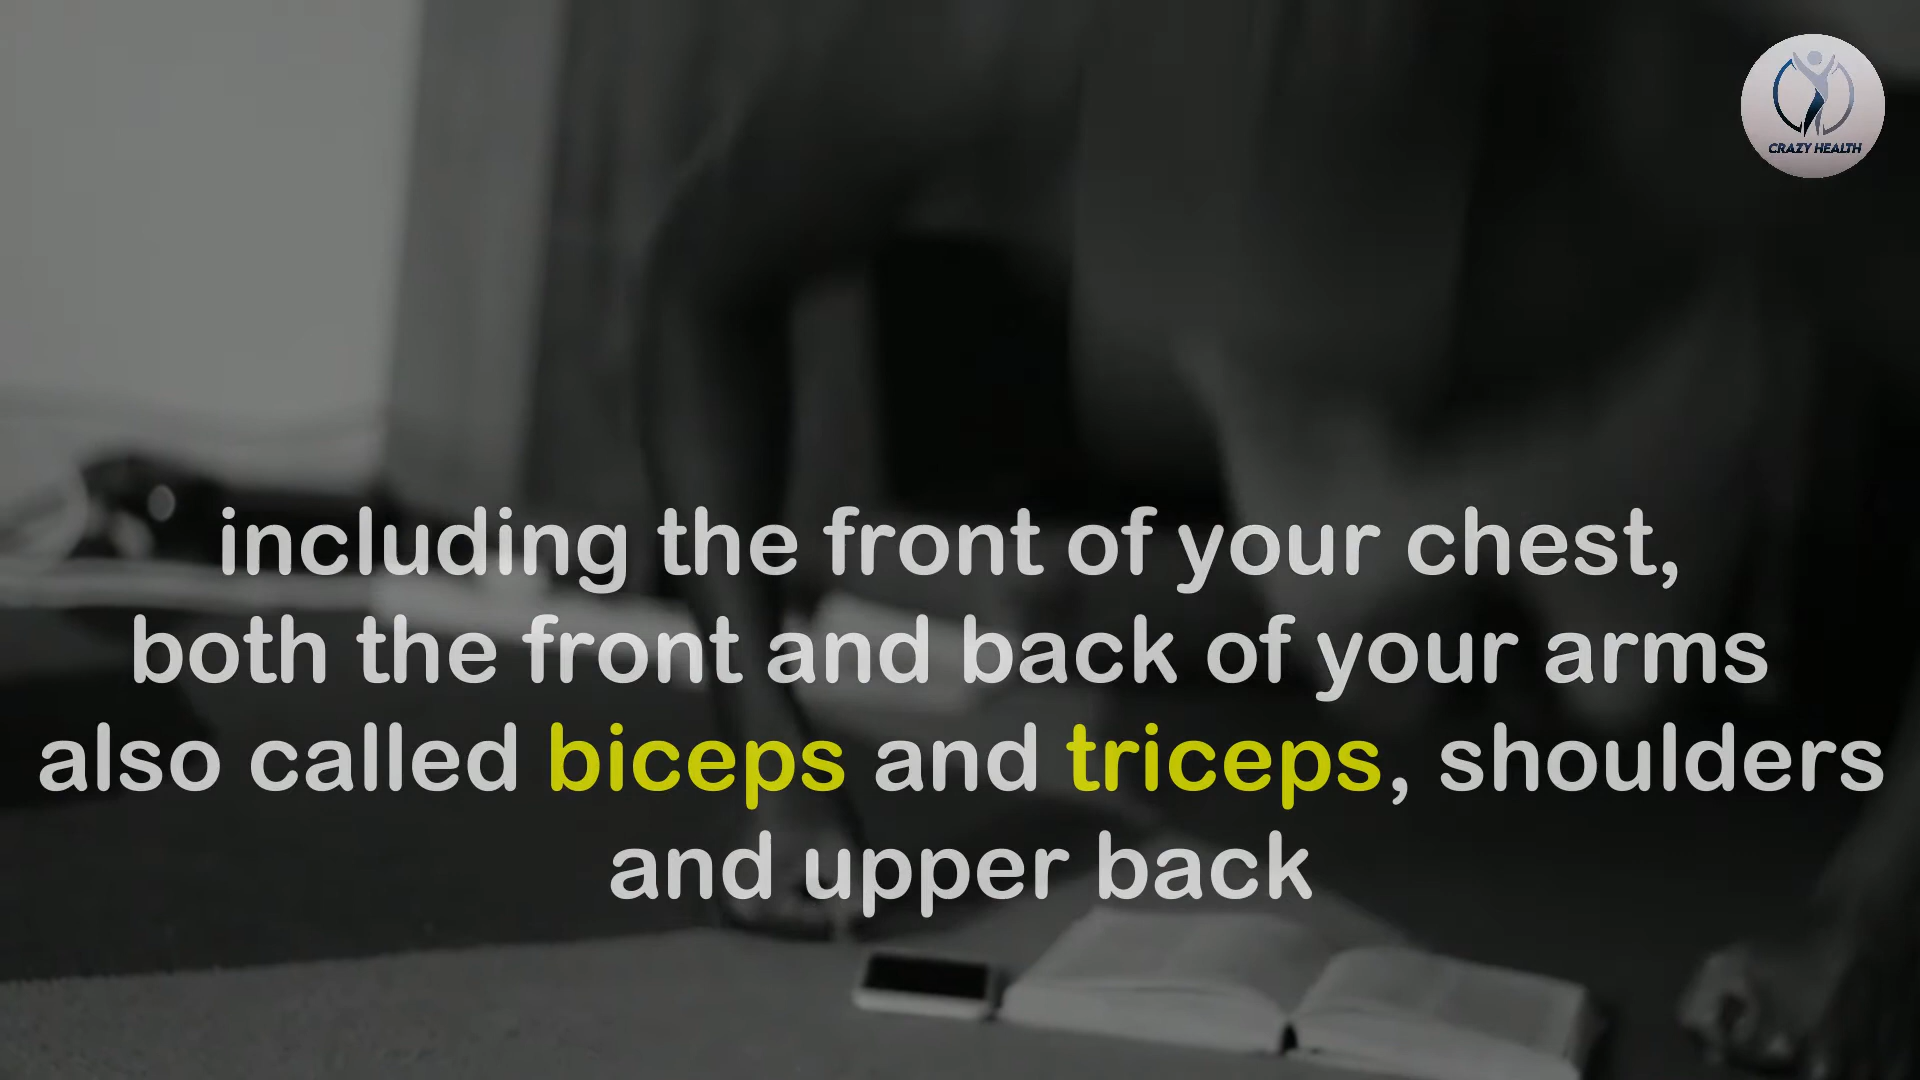 CRAZY HEALTH
including the front of your chest,
both the front and back of your arms
also called biceps and triceps, shoulders
and upper back